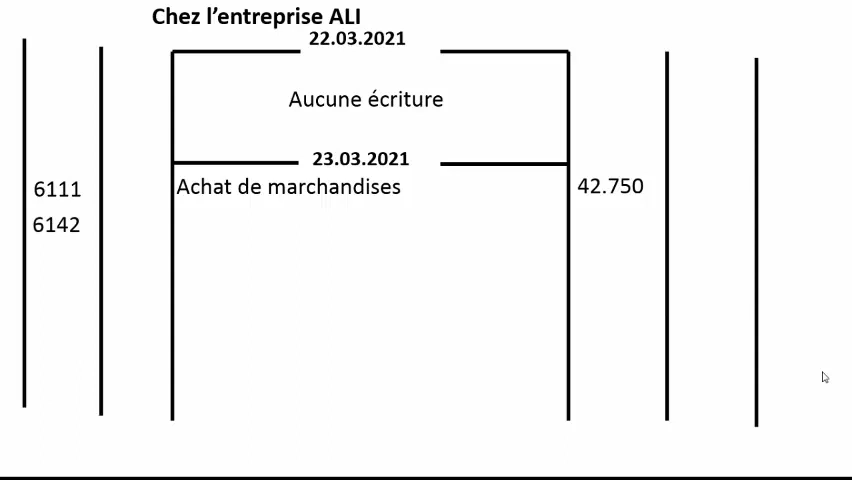 Chez l’entreprise ALI
22.03.2021
Aucune écriture
23.03.2021
6111 Achat de marchandises 42.750
6142